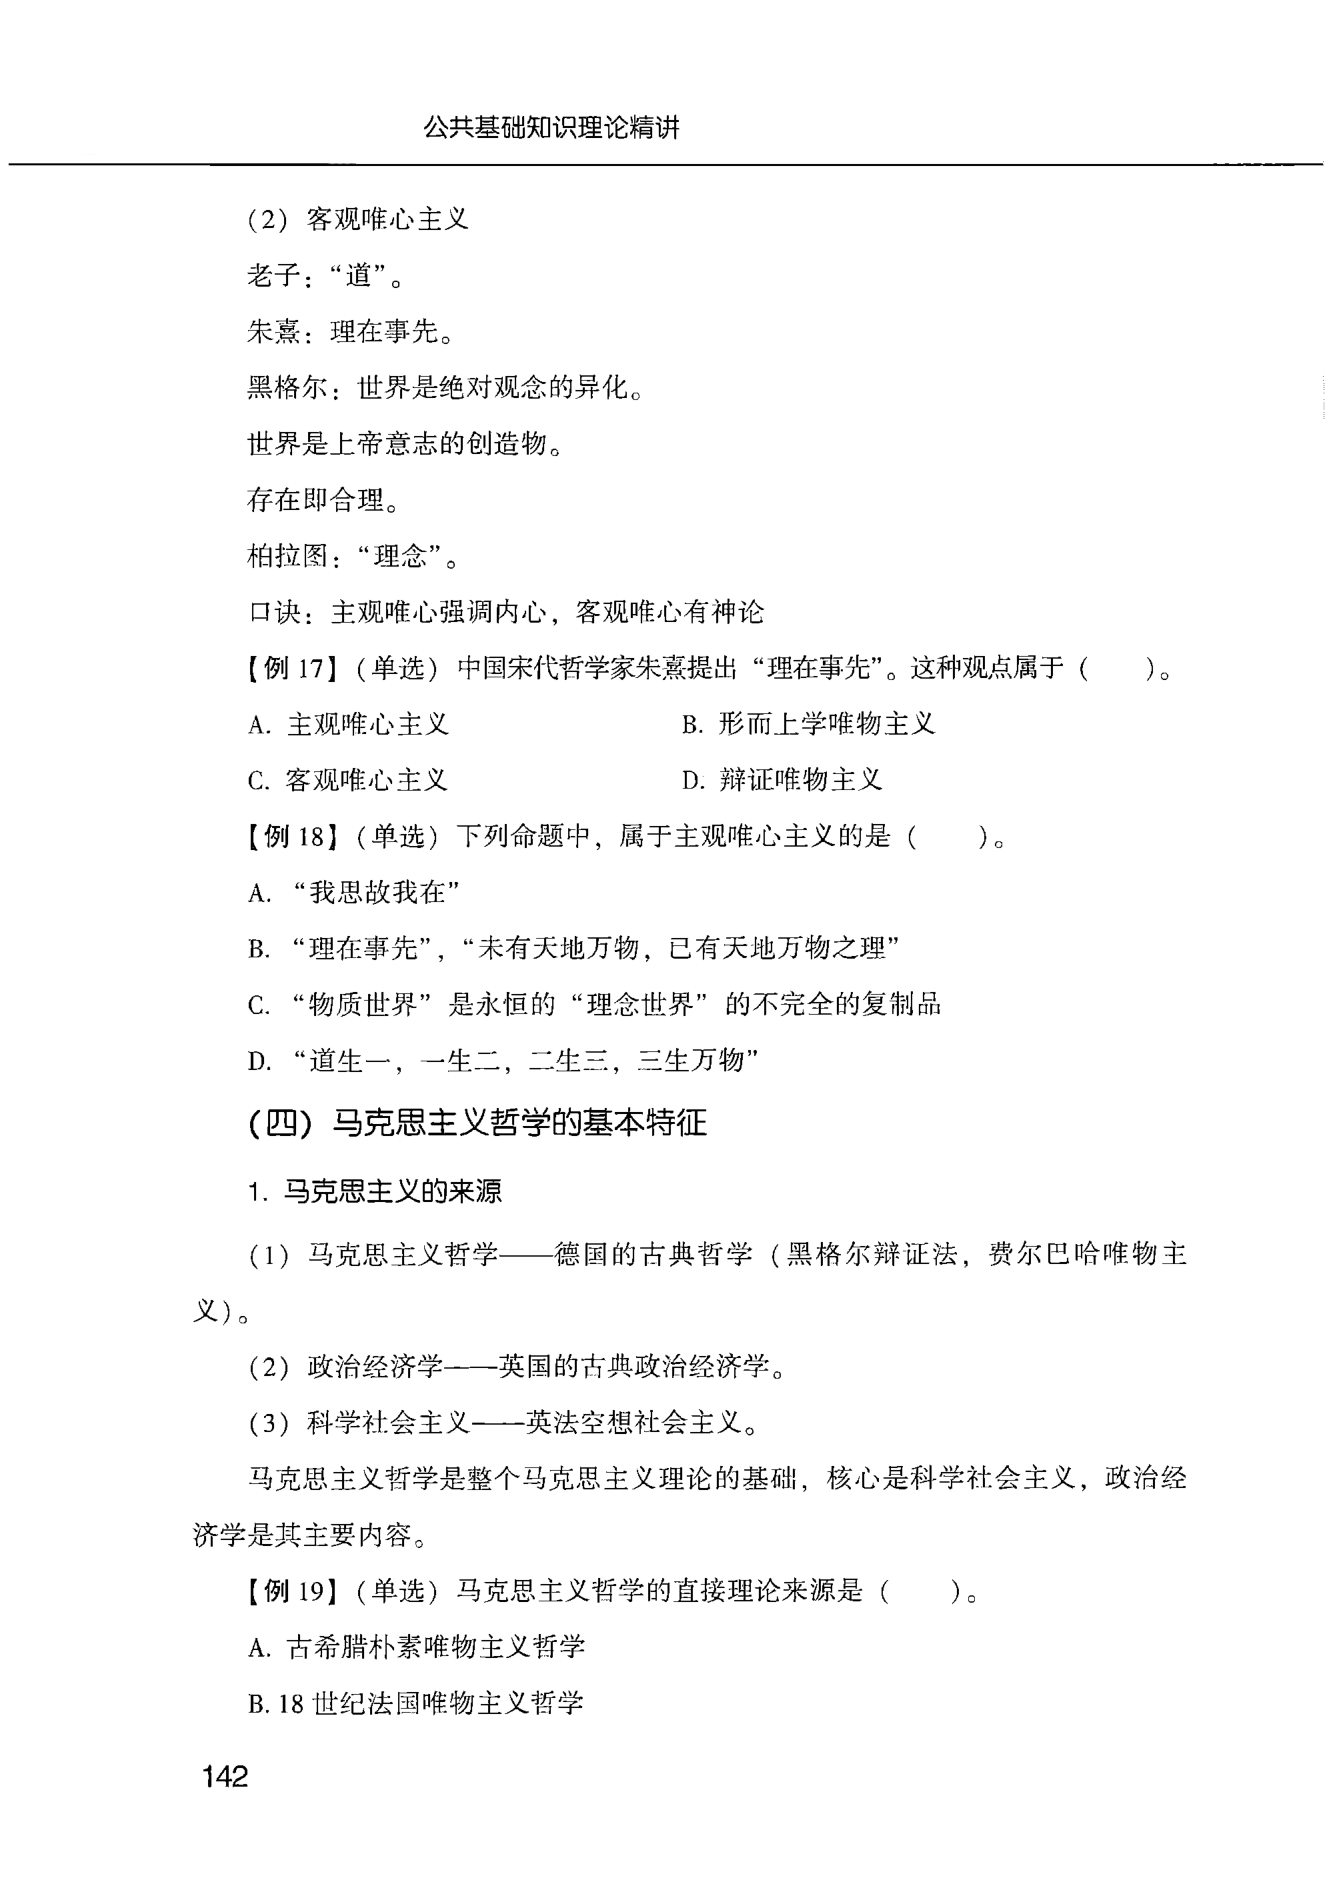 公共基础知识理论精讲
（2）客观唯心主义
老子：“道”。
朱熹：理在事先。
黑格尔：世界是绝对观念的异化。
世界是上帝意志的创造物。
存在即合理。
柏拉图：“理念”。
口诀：主观唯心强调内心，客观唯心有神论
【例 17】（单选）中国宋代哲学家朱熹提出“理在事先”。这种观点属于（　　）。
A. 主观唯心主义　　B. 形而上学唯物主义
C. 客观唯心主义　　D. 辩证唯物主义
【例 18】（单选）下列命题中，属于主观唯心主义的是（　　）。
A. “我思故我在”
B. “理在事先”，“未有天地万物，已有天地万物之理”
C. “物质世界”是永恒的“理念世界”的不完全的复制品
D. “道生一，一生二，二生三，三生万物”
（四）马克思主义哲学的基本特征
1. 马克思主义的来源
（1）马克思主义哲学——德国的古典哲学（黑格尔辩证法，费尔巴哈唯物主
义）。
（2）政治经济学——英国的古典政治经济学。
（3）科学社会主义——英法空想社会主义。
马克思主义哲学是整个马克思主义理论的基础，核心是科学社会主义，政治经
济学是其主要内容。
【例 19】（单选）马克思主义哲学的直接理论来源是（　　）。
A. 古希腊朴素唯物主义哲学
B. 18 世纪法国唯物主义哲学
142